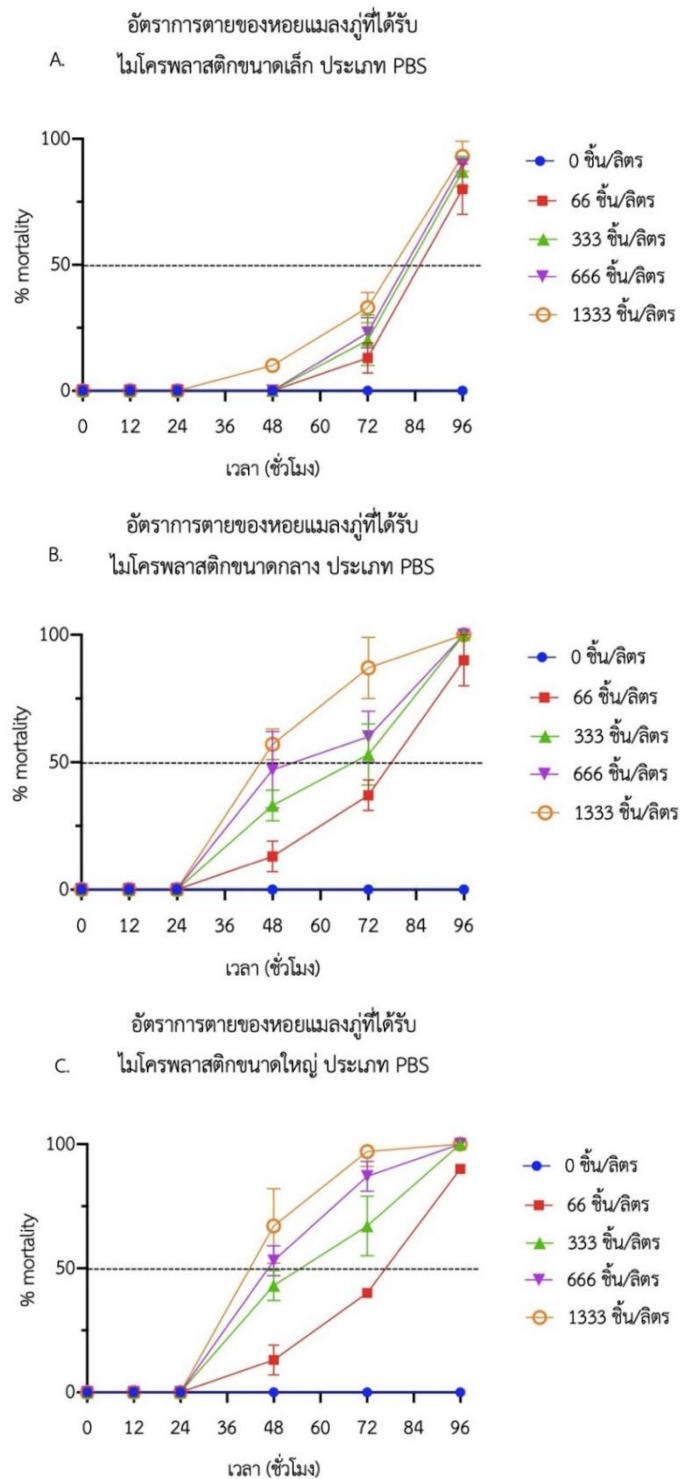 อัตราการตายของหอยแมลงภู่ที่ได้รับ
A. ไมโครพลาสติกขนาดเล็ก ประเภท PBS
100
50
0
% mortality
0 12 24 36 48 60 72 84 96
เวลา (ชั่วโมง)
0 ชิ้น/ลิตร
66 ชิ้น/ลิตร
333 ชิ้น/ลิตร
666 ชิ้น/ลิตร
1333 ชิ้น/ลิตร
อัตราการตายของหอยแมลงภู่ที่ได้รับ
B. ไมโครพลาสติกขนาดกลาง ประเภท PBS
100
50
0
% mortality
0 12 24 36 48 60 72 84 96
เวลา (ชั่วโมง)
0 ชิ้น/ลิตร
66 ชิ้น/ลิตร
333 ชิ้น/ลิตร
666 ชิ้น/ลิตร
1333 ชิ้น/ลิตร
อัตราการตายของหอยแมลงภู่ที่ได้รับ
C. ไมโครพลาสติกขนาดใหญ่ ประเภท PBS
100
50
0
% mortality
0 12 24 36 48 60 72 84 96
เวลา (ชั่วโมง)
0 ชิ้น/ลิตร
66 ชิ้น/ลิตร
333 ชิ้น/ลิตร
666 ชิ้น/ลิตร
1333 ชิ้น/ลิตร